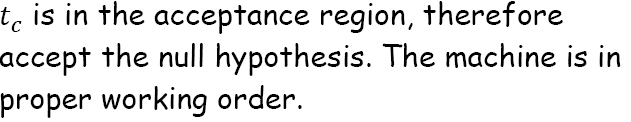 t_c is in the acceptance region, therefore
accept the null hypothesis. The machine is in
proper working order.